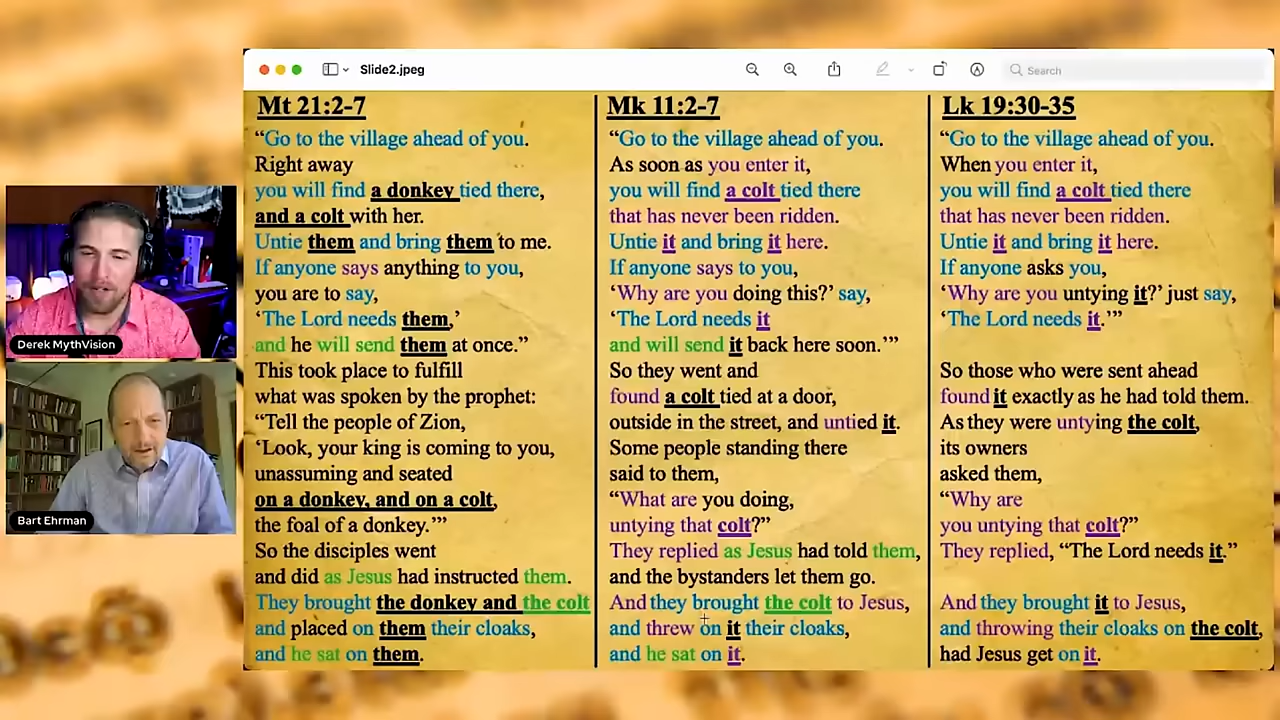 Slide2.jpeg
Search
Mt 21:2-7
“Go to the village ahead of you.
Right away
you will find a donkey tied there,
and a colt with her.
Untie them and bring them to me.
If anyone says anything to you,
you are to say,
‘The Lord needs them,’
and he will send them at once.”
This took place to fulfill
what was spoken by the prophet:
“Tell the people of Zion,
‘Look, your king is coming to you,
unassuming and seated
on a donkey, and on a colt,
the foal of a donkey.’”
So the disciples went
and did as Jesus had instructed them.
They brought the donkey and the colt
and placed on them their cloaks,
and he sat on them.
Mk 11:2-7
“Go to the village ahead of you.
As soon as you enter it,
you will find a colt tied there
that has never been ridden.
Untie it and bring it here.
If anyone says to you,
‘Why are you doing this?’ say,
‘The Lord needs it
and will send it back here soon.’”
So they went and
found a colt tied at a door,
outside in the street, and untied it.
Some people standing there
said to them,
“What are you doing,
untying that colt?”
They replied as Jesus had told them,
and the bystanders let them go.
And they brought the colt to Jesus,
and threw on it their cloaks,
and he sat on it.
Lk 19:30-35
“Go to the village ahead of you.
When you enter it,
you will find a colt tied there
that has never been ridden.
Untie it and bring it here.
If anyone asks you,
‘Why are you untying it?’ just say,
‘The Lord needs it.’”
So those who were sent ahead
found it exactly as he had told them.
As they were untying the colt,
its owners
asked them,
“Why are
you untying that colt?”
They replied, “The Lord needs it.”
And they brought it to Jesus,
and throwing their cloaks on the colt,
had Jesus get on it.
Derek MythVision
Bart Ehrman